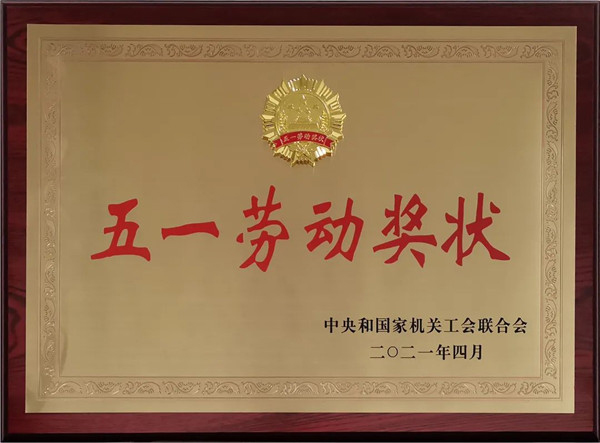 五一劳动奖状
五一劳动奖状
中央和国家机关工会联合会
二〇二一年四月